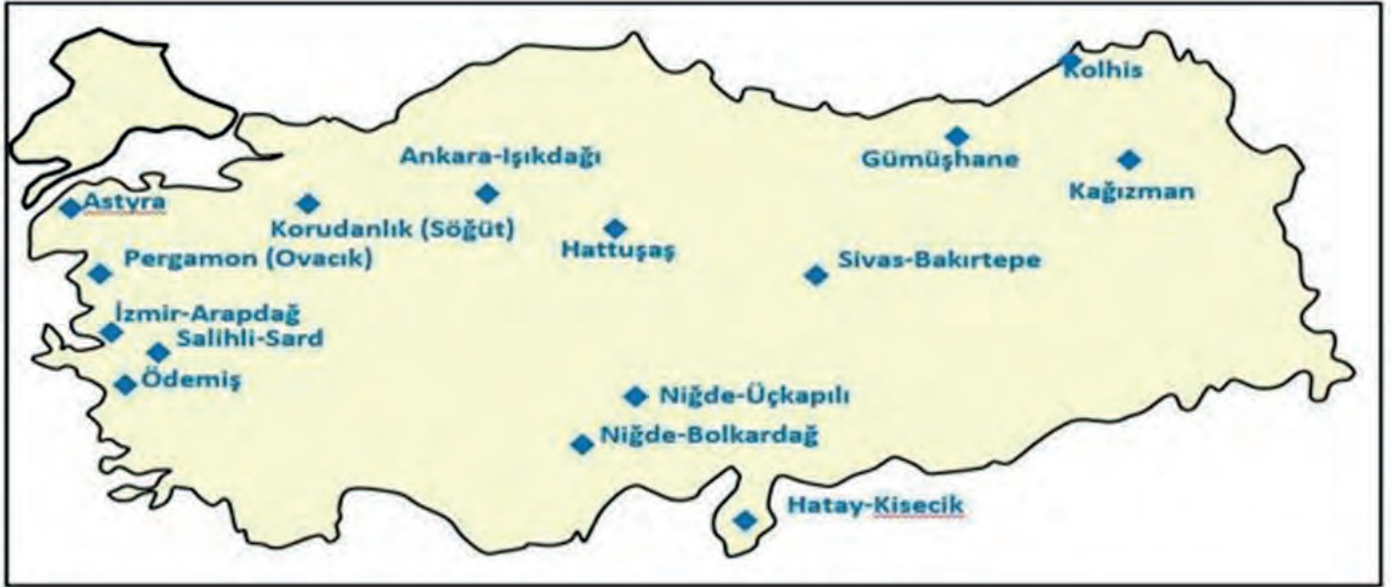 Kolhis
Ankara-Işıkdağı
Gümüşhane
Kağızman
Astyra
Korudanlık (Söğüt)
Hattuşaş
Pergamon (Ovacık)
Sivas-Bakırtepe
İzmir-Arapdağ
Salihli-Sard
Ödemiş
Niğde-Üçkapılı
Niğde-Bolkardağ
Hatay-Kisecik